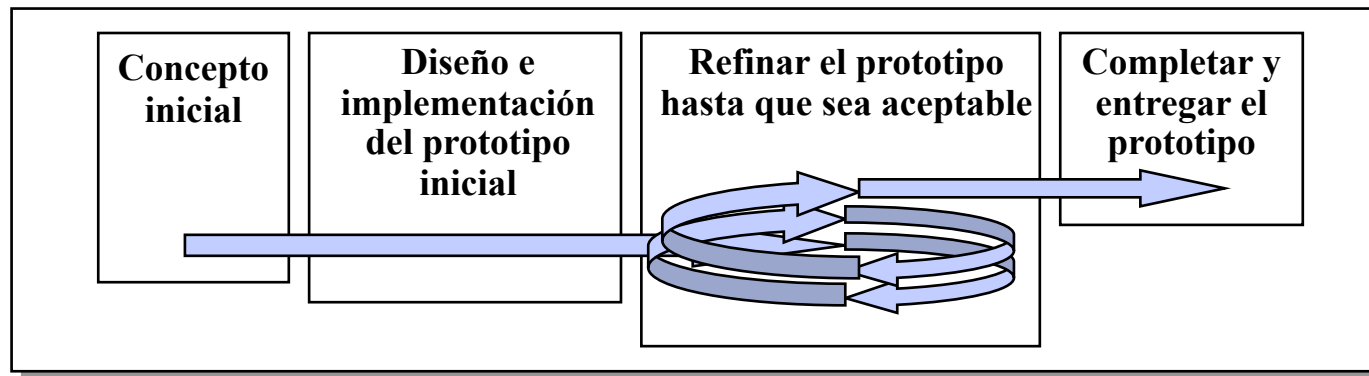 Concepto
inicial
Diseño e
implementación
del prototipo
inicial
Refinar el prototipo
hasta que sea aceptable
Completar y
entregar el
prototipo